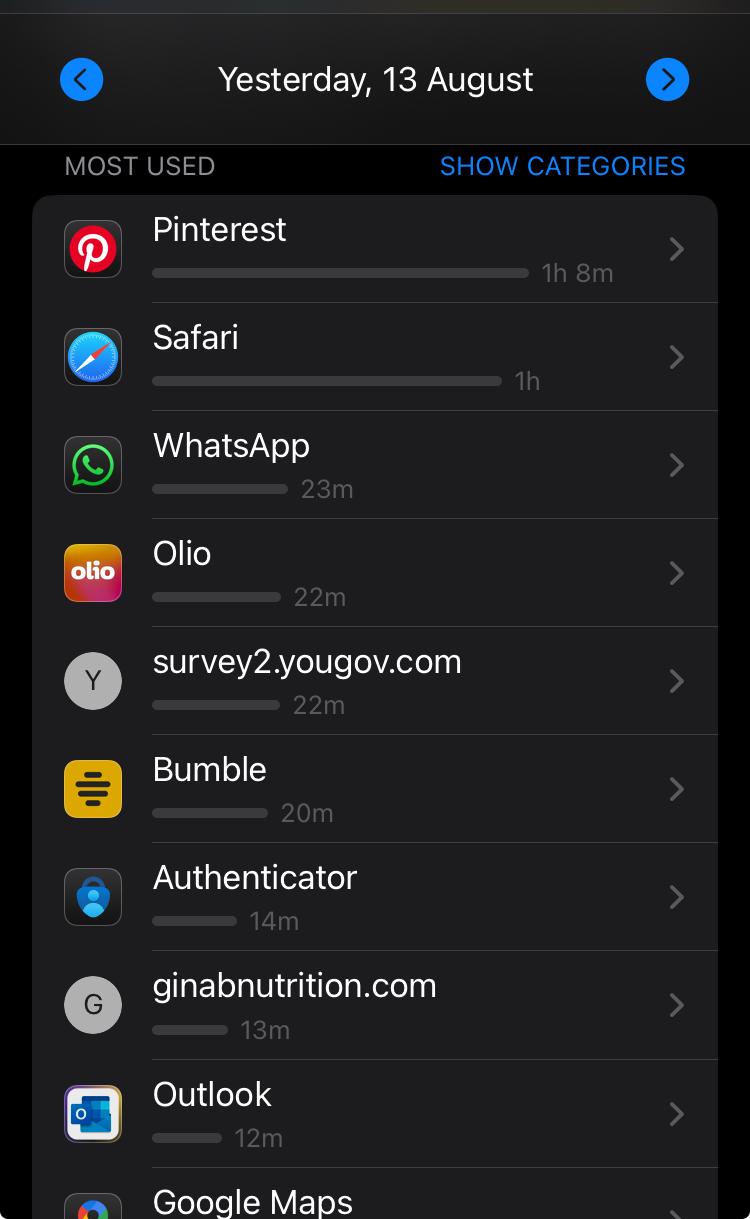 Yesterday, 13 August
MOST USED
SHOW CATEGORIES
Pinterest
1h 8m
Safari
1h
WhatsApp
23m
olio
Olio
22m
Y
survey2.yougov.com
22m
Bumble
20m
Authenticator
14m
G
ginabnutrition.com
13m
O
Outlook
12m
Google Maps